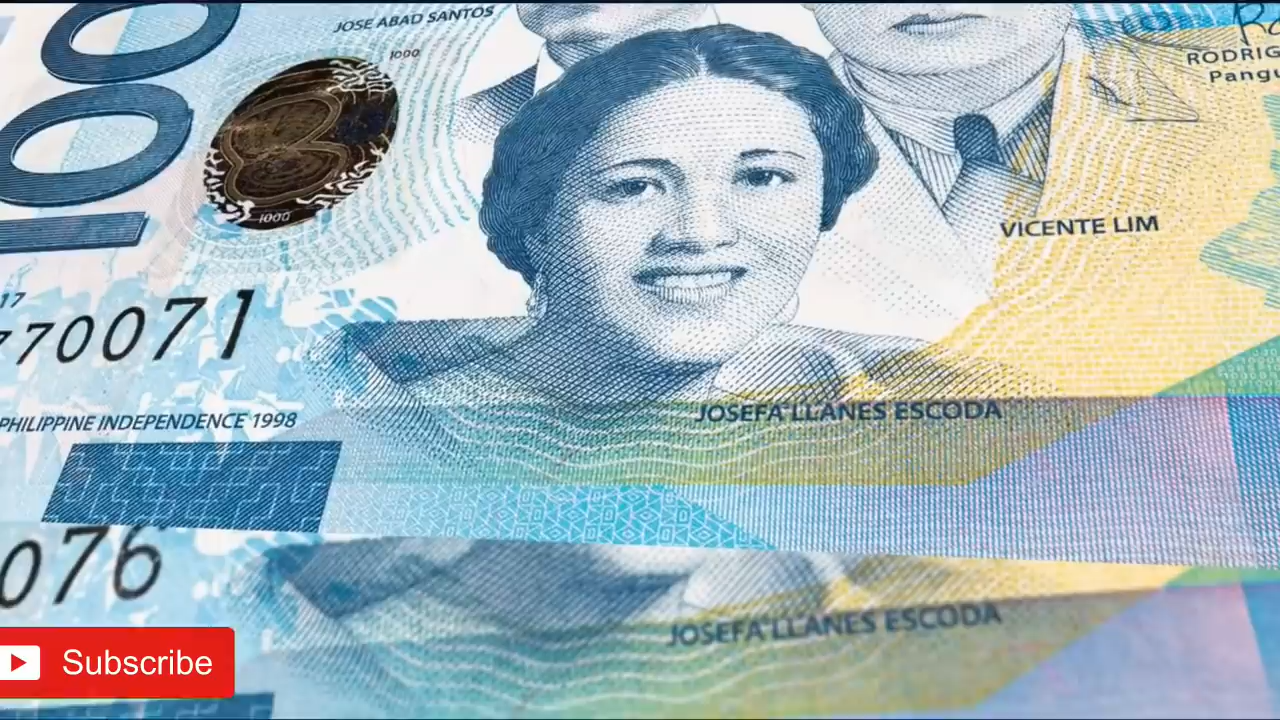 JOSE ABAD SANTOS
1000
RODRIG
Pangu
1000
VICENTE LIM
17
770071
JOSEFA LLANES ESCODA
PHILIPPINE INDEPENDENCE 1998
076
JOSEFA LLANES ESCODA
Subscribe